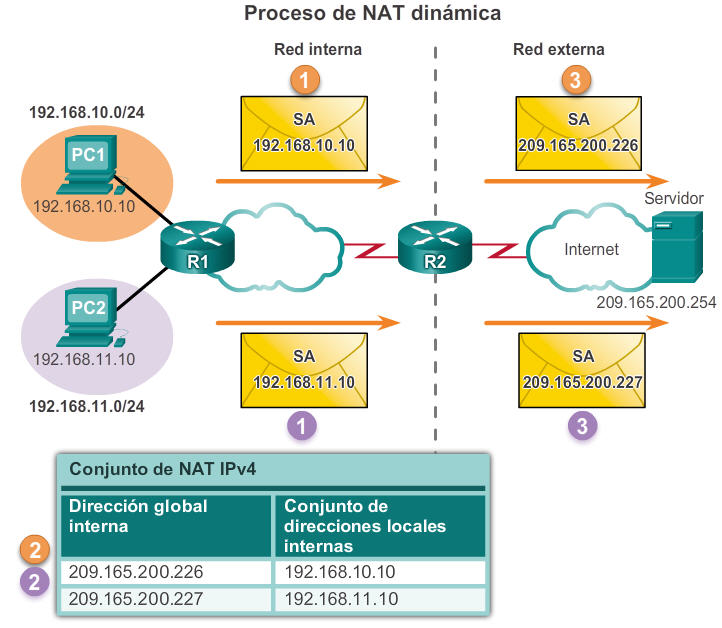 Proceso de NAT dinámica
Red interna
Red externa
1
3
192.168.10.0/24
SA
192.168.10.10
SA
209.165.200.226
PC1
192.168.10.10
Servidor
R1
R2
Internet
PC2
192.168.11.10
209.165.200.254
192.168.11.0/24
SA
192.168.11.10
SA
209.165.200.227
1
3
Conjunto de NAT IPv4
Dirección global
interna
Conjunto de
direcciones locales
internas
2
209.165.200.226
192.168.10.10
2
209.165.200.227
192.168.11.10